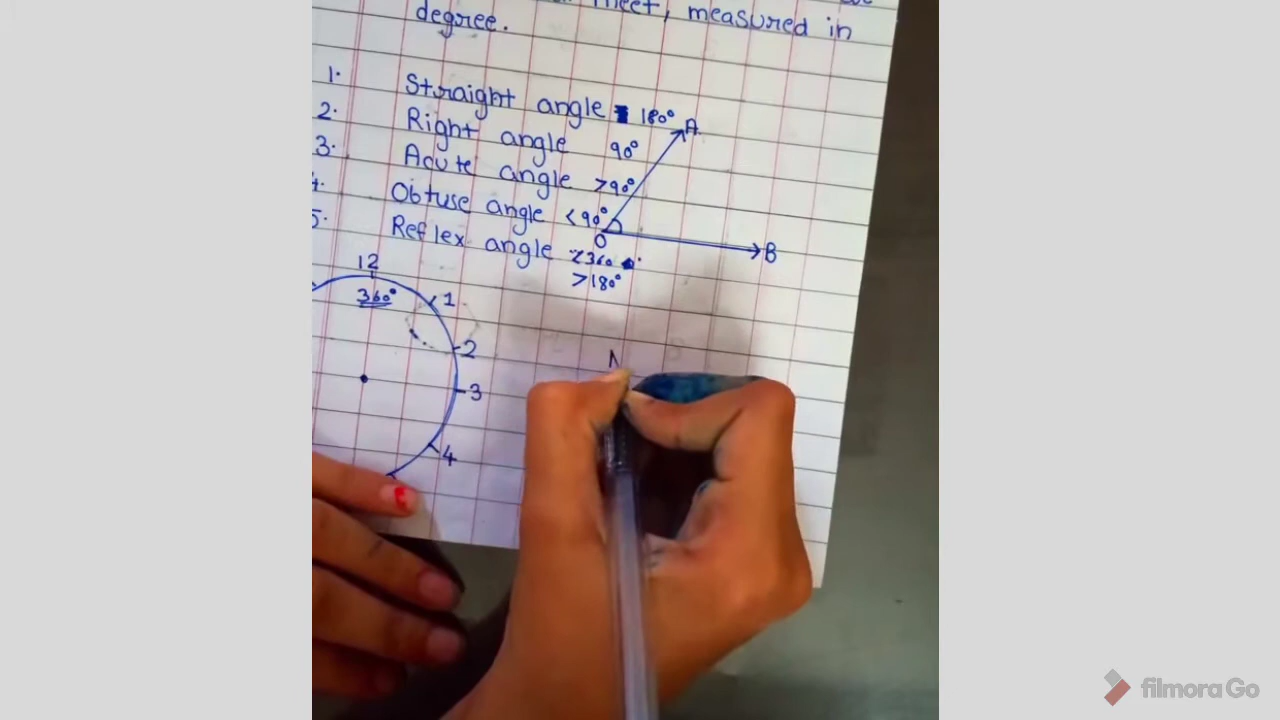 meet, measured in
degree.
1. Straight angle 180°
2. Right angle 90°
3. Acute angle >90°
4. Obtuse angle <90°
5. Reflex angle <360°
>180°
A
O
B
12
360°
1
2
3
4
filmora Go